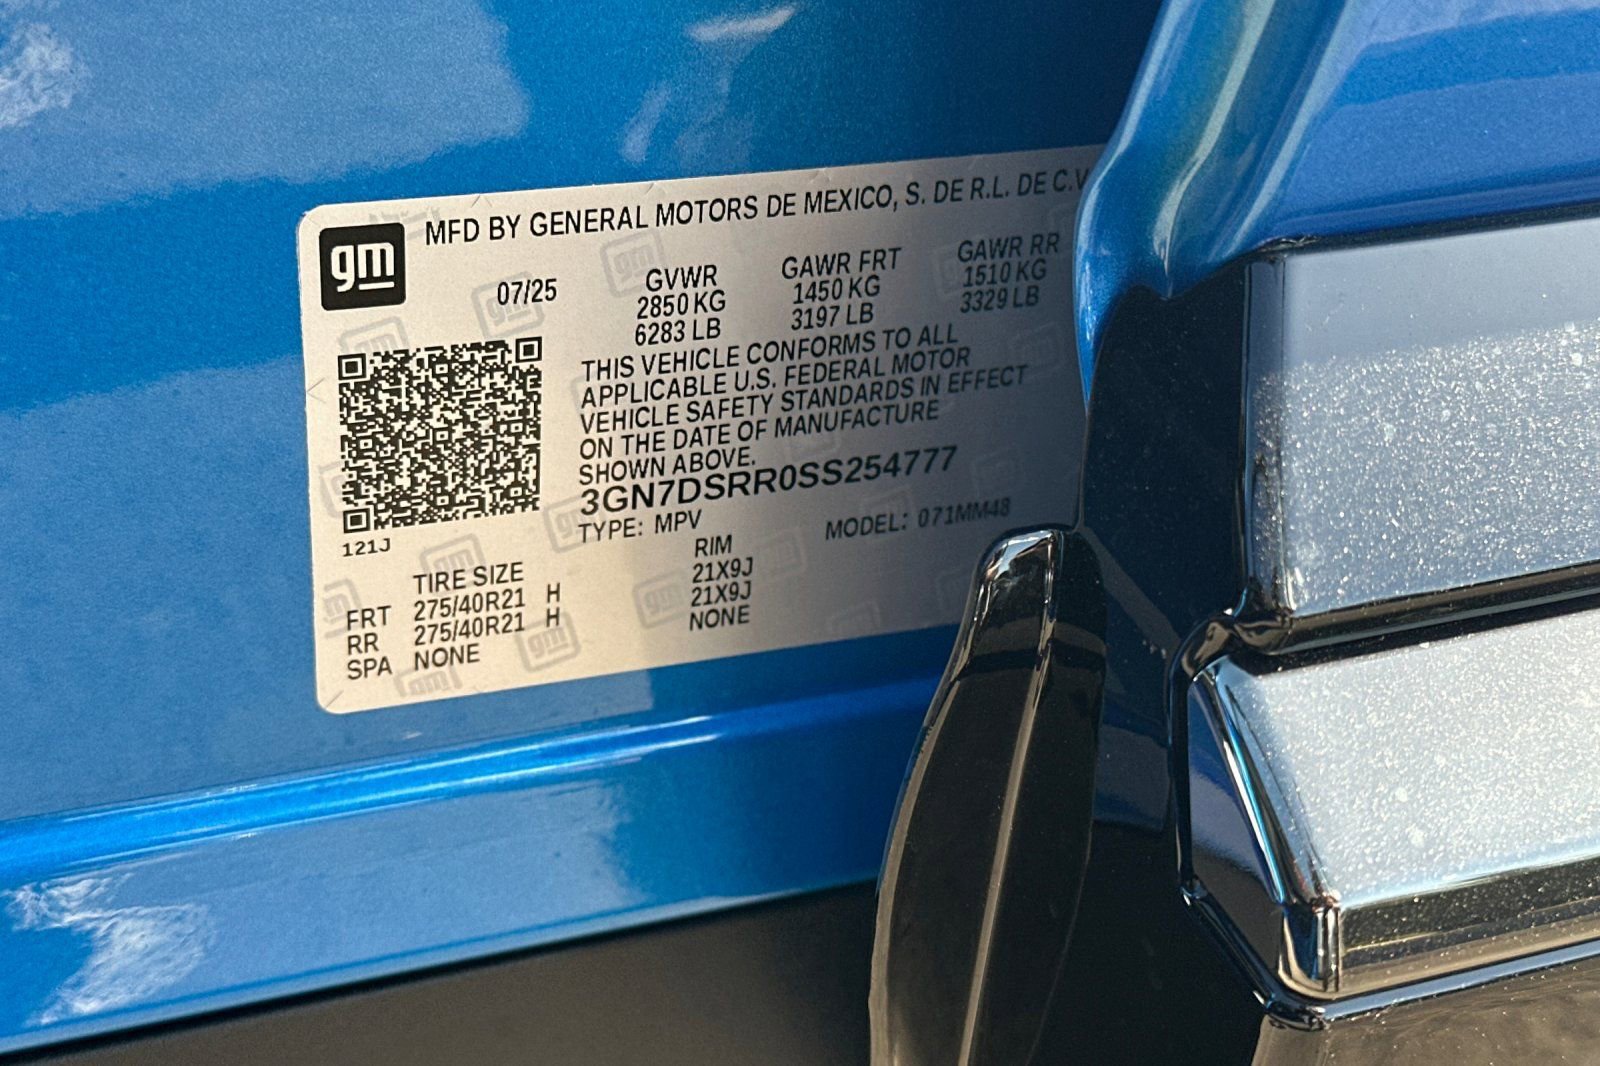 gm
MFD BY GENERAL MOTORS DE MEXICO, S. DE R.L. DE C.V
07/25
GVWR GAWR FRT GAWR RR
2850 KG 1450 KG 1510 KG
6283 LB 3197 LB 3329 LB
THIS VEHICLE CONFORMS TO ALL
APPLICABLE U.S. FEDERAL MOTOR
VEHICLE SAFETY STANDARDS IN EFFECT
ON THE DATE OF MANUFACTURE
SHOWN ABOVE.
3GN7DSRR0SS254777
TYPE: MPV MODEL: 071MM48
121J
TIRE SIZE RIM
FRT 275/40R21 H 21X9J
RR 275/40R21 H 21X9J
SPA NONE NONE